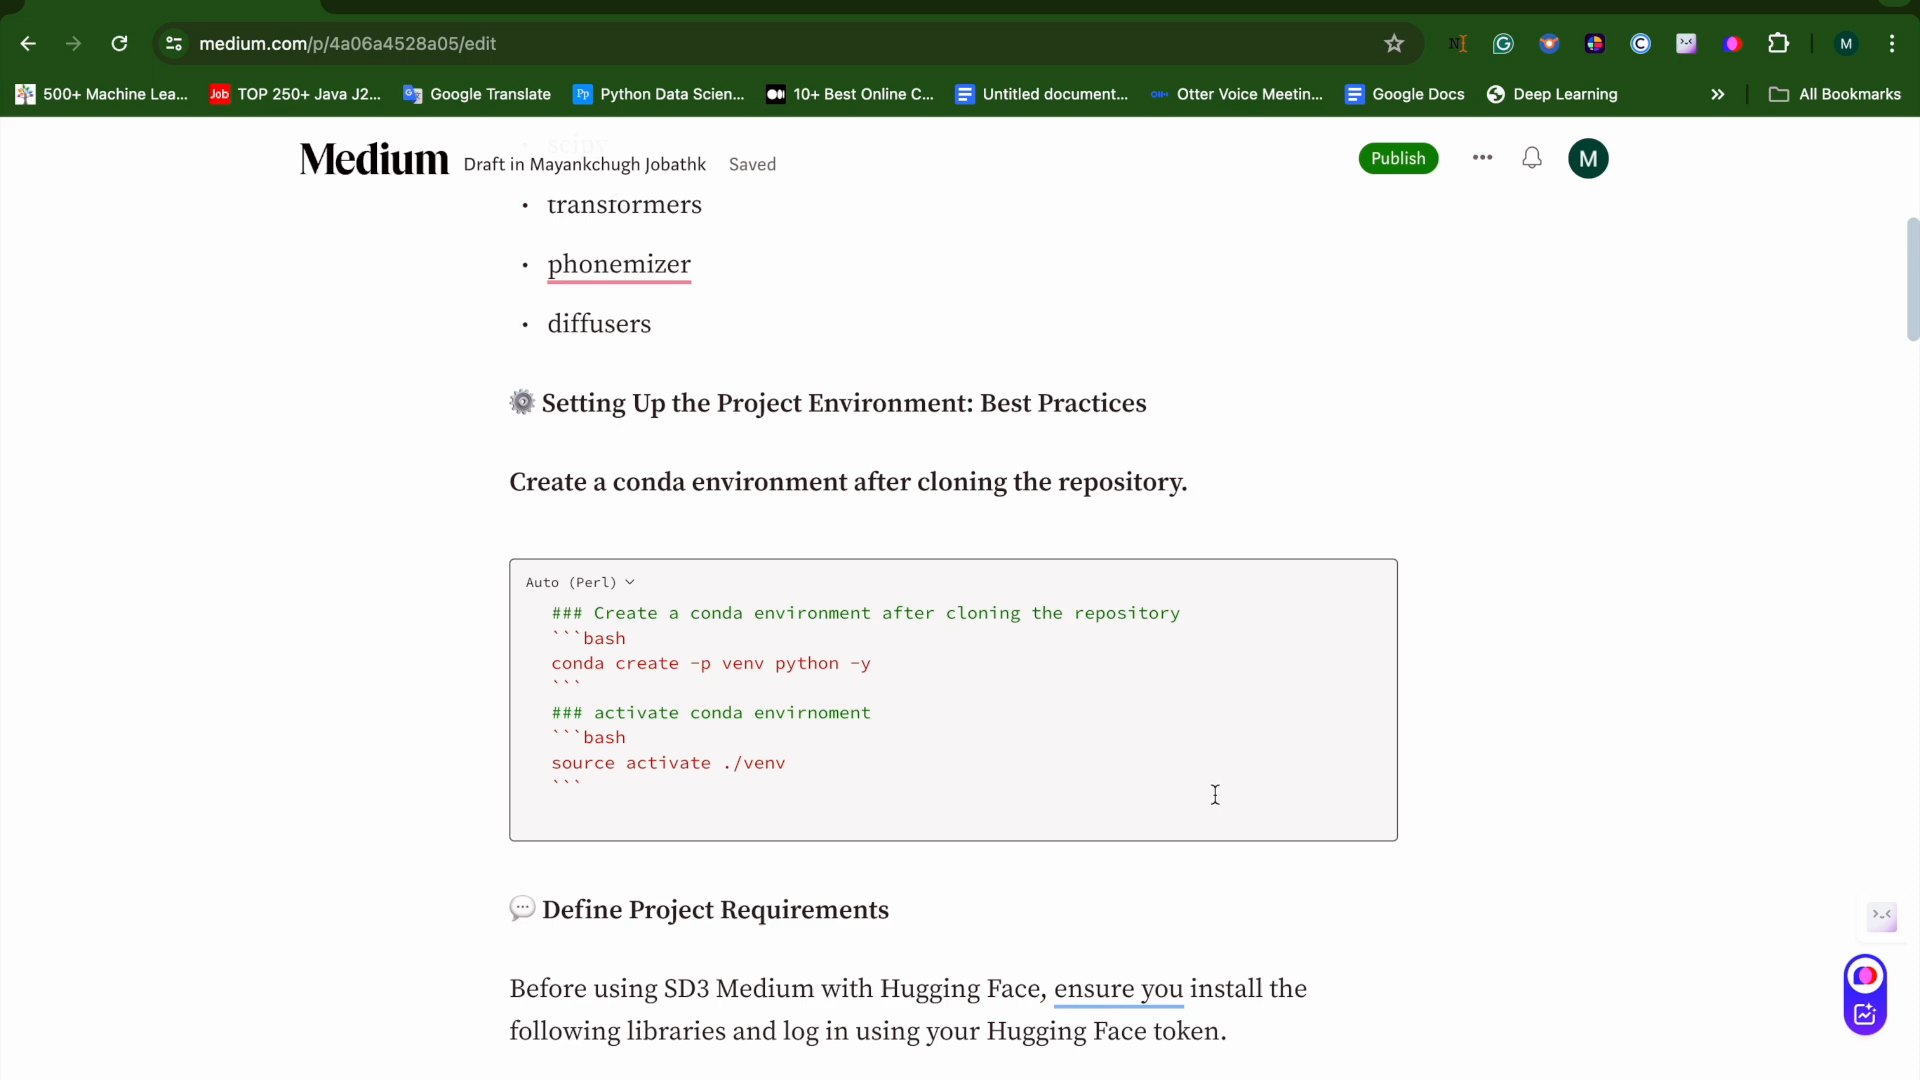 medium.com/p/4a06a4528a05/edit
M
500+ Machine Lea...
Job TOP 250+ Java J2...
Google Translate
Pp Python Data Scien...
10+ Best Online C...
Untitled document...
Otter Voice Meetin...
Google Docs
Deep Learning
»
All Bookmarks
scipy
Medium Draft in Mayankchugh Jobathk Saved
Publish
M
• transformers
• phonemizer
• diffusers
Setting Up the Project Environment: Best Practices
Create a conda environment after cloning the repository.
Auto (Perl)
### Create a conda environment after cloning the repository
```bash
conda create -p venv python -y
```
### activate conda envirnoment
```bash
source activate ./venv
```
Define Project Requirements
Before using SD3 Medium with Hugging Face, ensure you install the
following libraries and log in using your Hugging Face token.